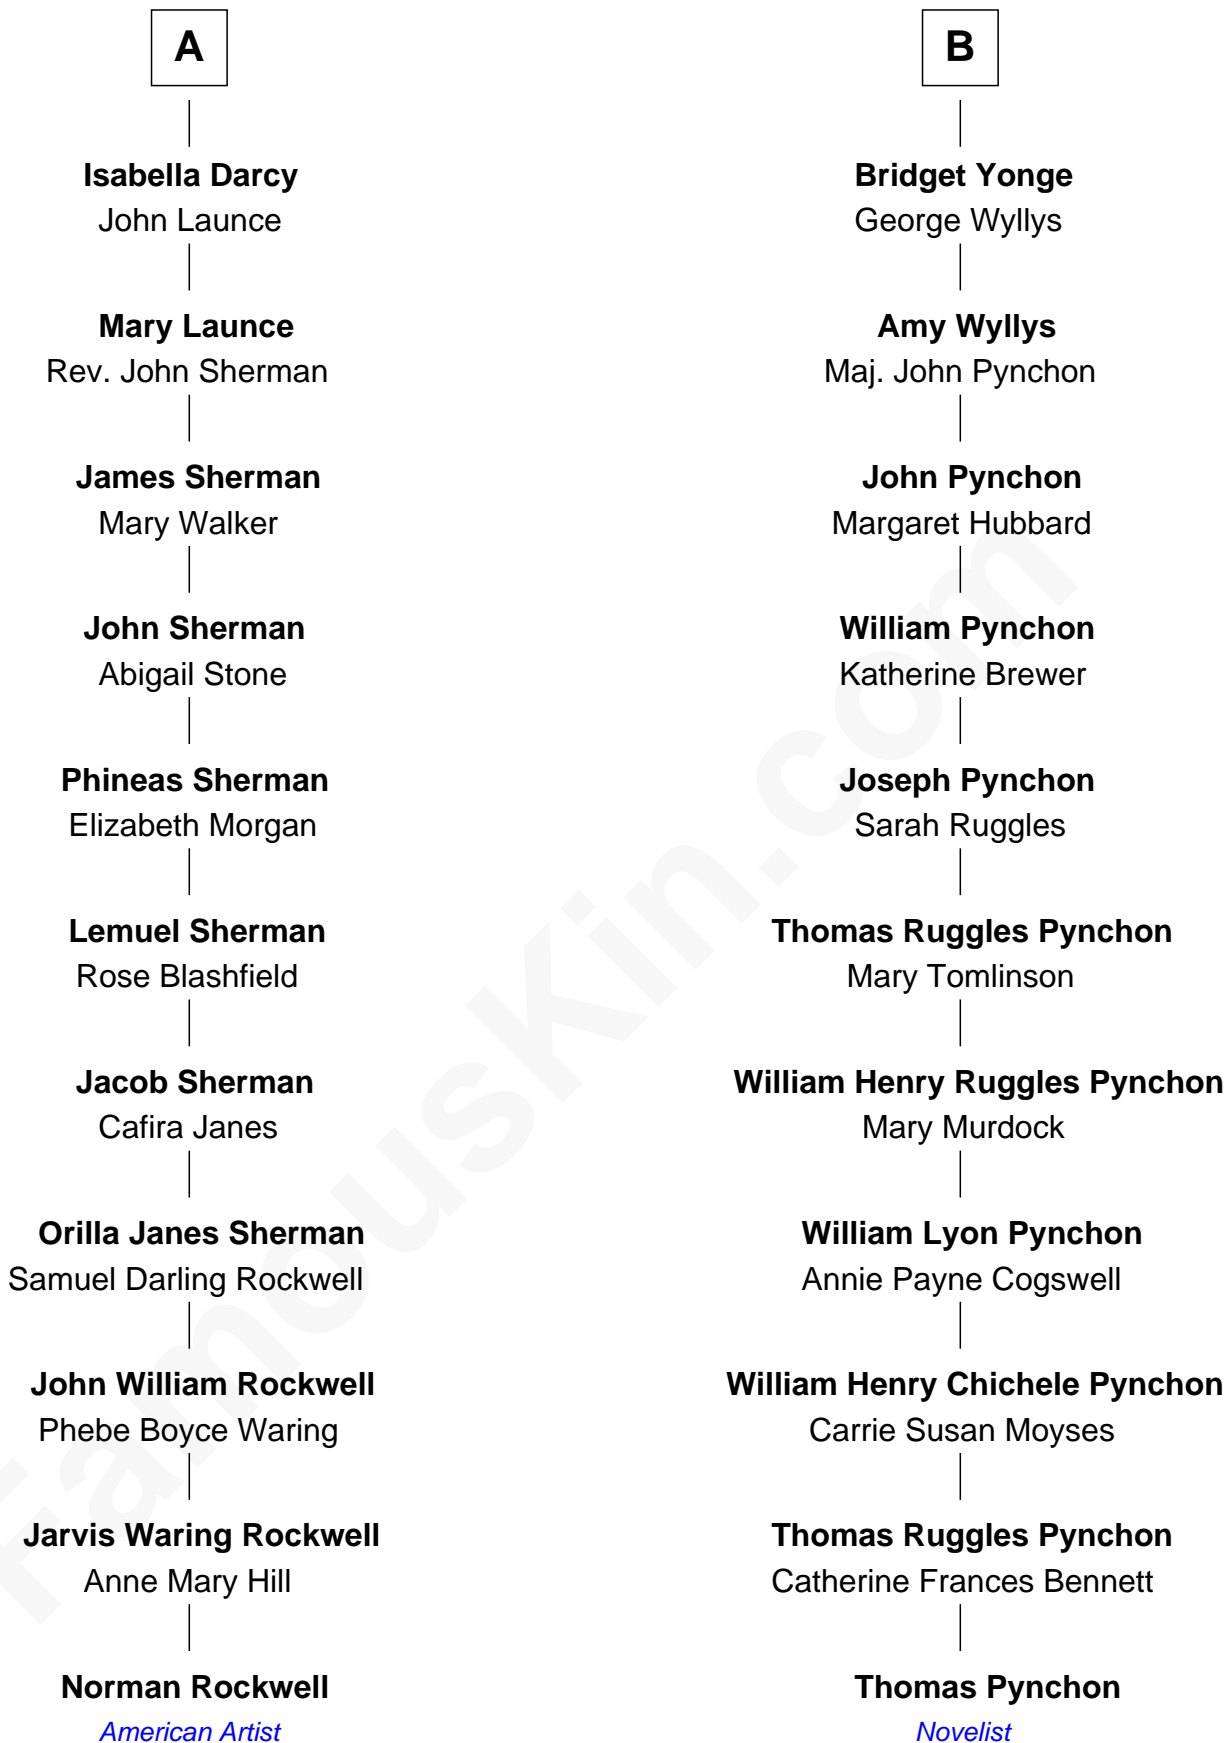 A
Isabella Darcy
John Launce
Mary Launce
Rev. John Sherman
James Sherman
Mary Walker
John Sherman
Abigail Stone
Phineas Sherman
Elizabeth Morgan
Lemuel Sherman
Rose Blashfield
Jacob Sherman
Cafira Janes
Orilla Janes Sherman
Samuel Darling Rockwell
John William Rockwell
Phebe Boyce Waring
Jarvis Waring Rockwell
Anne Mary Hill
Norman Rockwell
American Artist
B
Bridget Yonge
George Wyllys
Amy Wyllys
Maj. John Pynchon
John Pynchon
Margaret Hubbard
William Pynchon
Katherine Brewer
Joseph Pynchon
Sarah Ruggles
Thomas Ruggles Pynchon
Mary Tomlinson
William Henry Ruggles Pynchon
Mary Murdock
William Lyon Pynchon
Annie Payne Cogswell
William Henry Chichele Pynchon
Carrie Susan Moyses
Thomas Ruggles Pynchon
Catherine Frances Bennett
Thomas Pynchon
Novelist
FamousKin.com